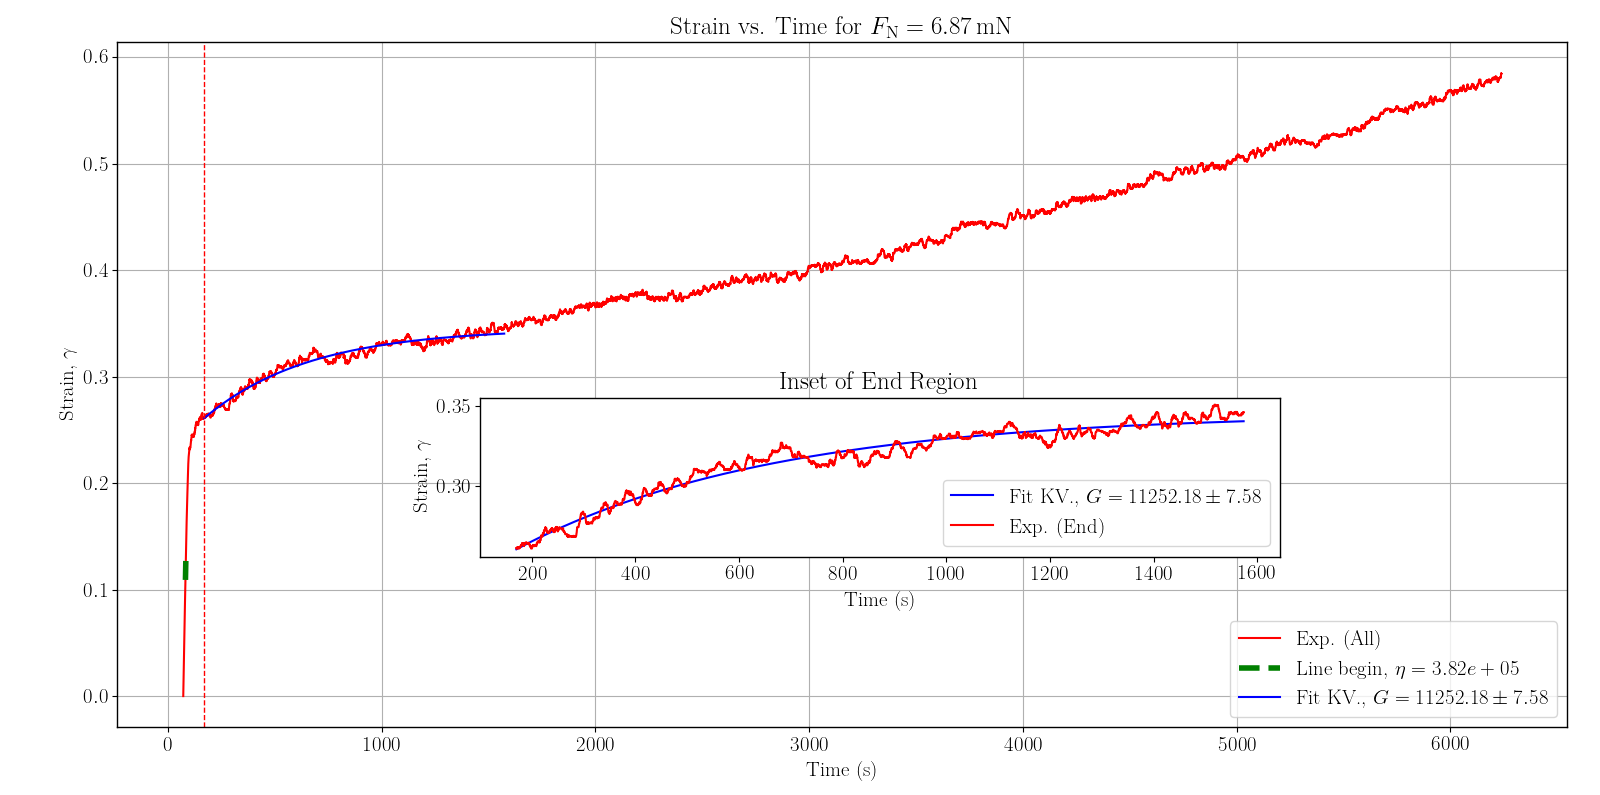 Strain vs. Time for F_N = 6.87 mN
0.6
0.5
0.4
0.3
0.2
0.1
0.0
Strain, γ
Inset of End Region
0.35
0.30
Strain, γ
Fit KV., G = 11252.18 ± 7.58
Exp. (End)
200 400 600 800 1000 1200 1400 1600
Time (s)
Exp. (All)
Line begin, η = 3.82e + 05
Fit KV., G = 11252.18 ± 7.58
0 1000 2000 3000 4000 5000 6000
Time (s)